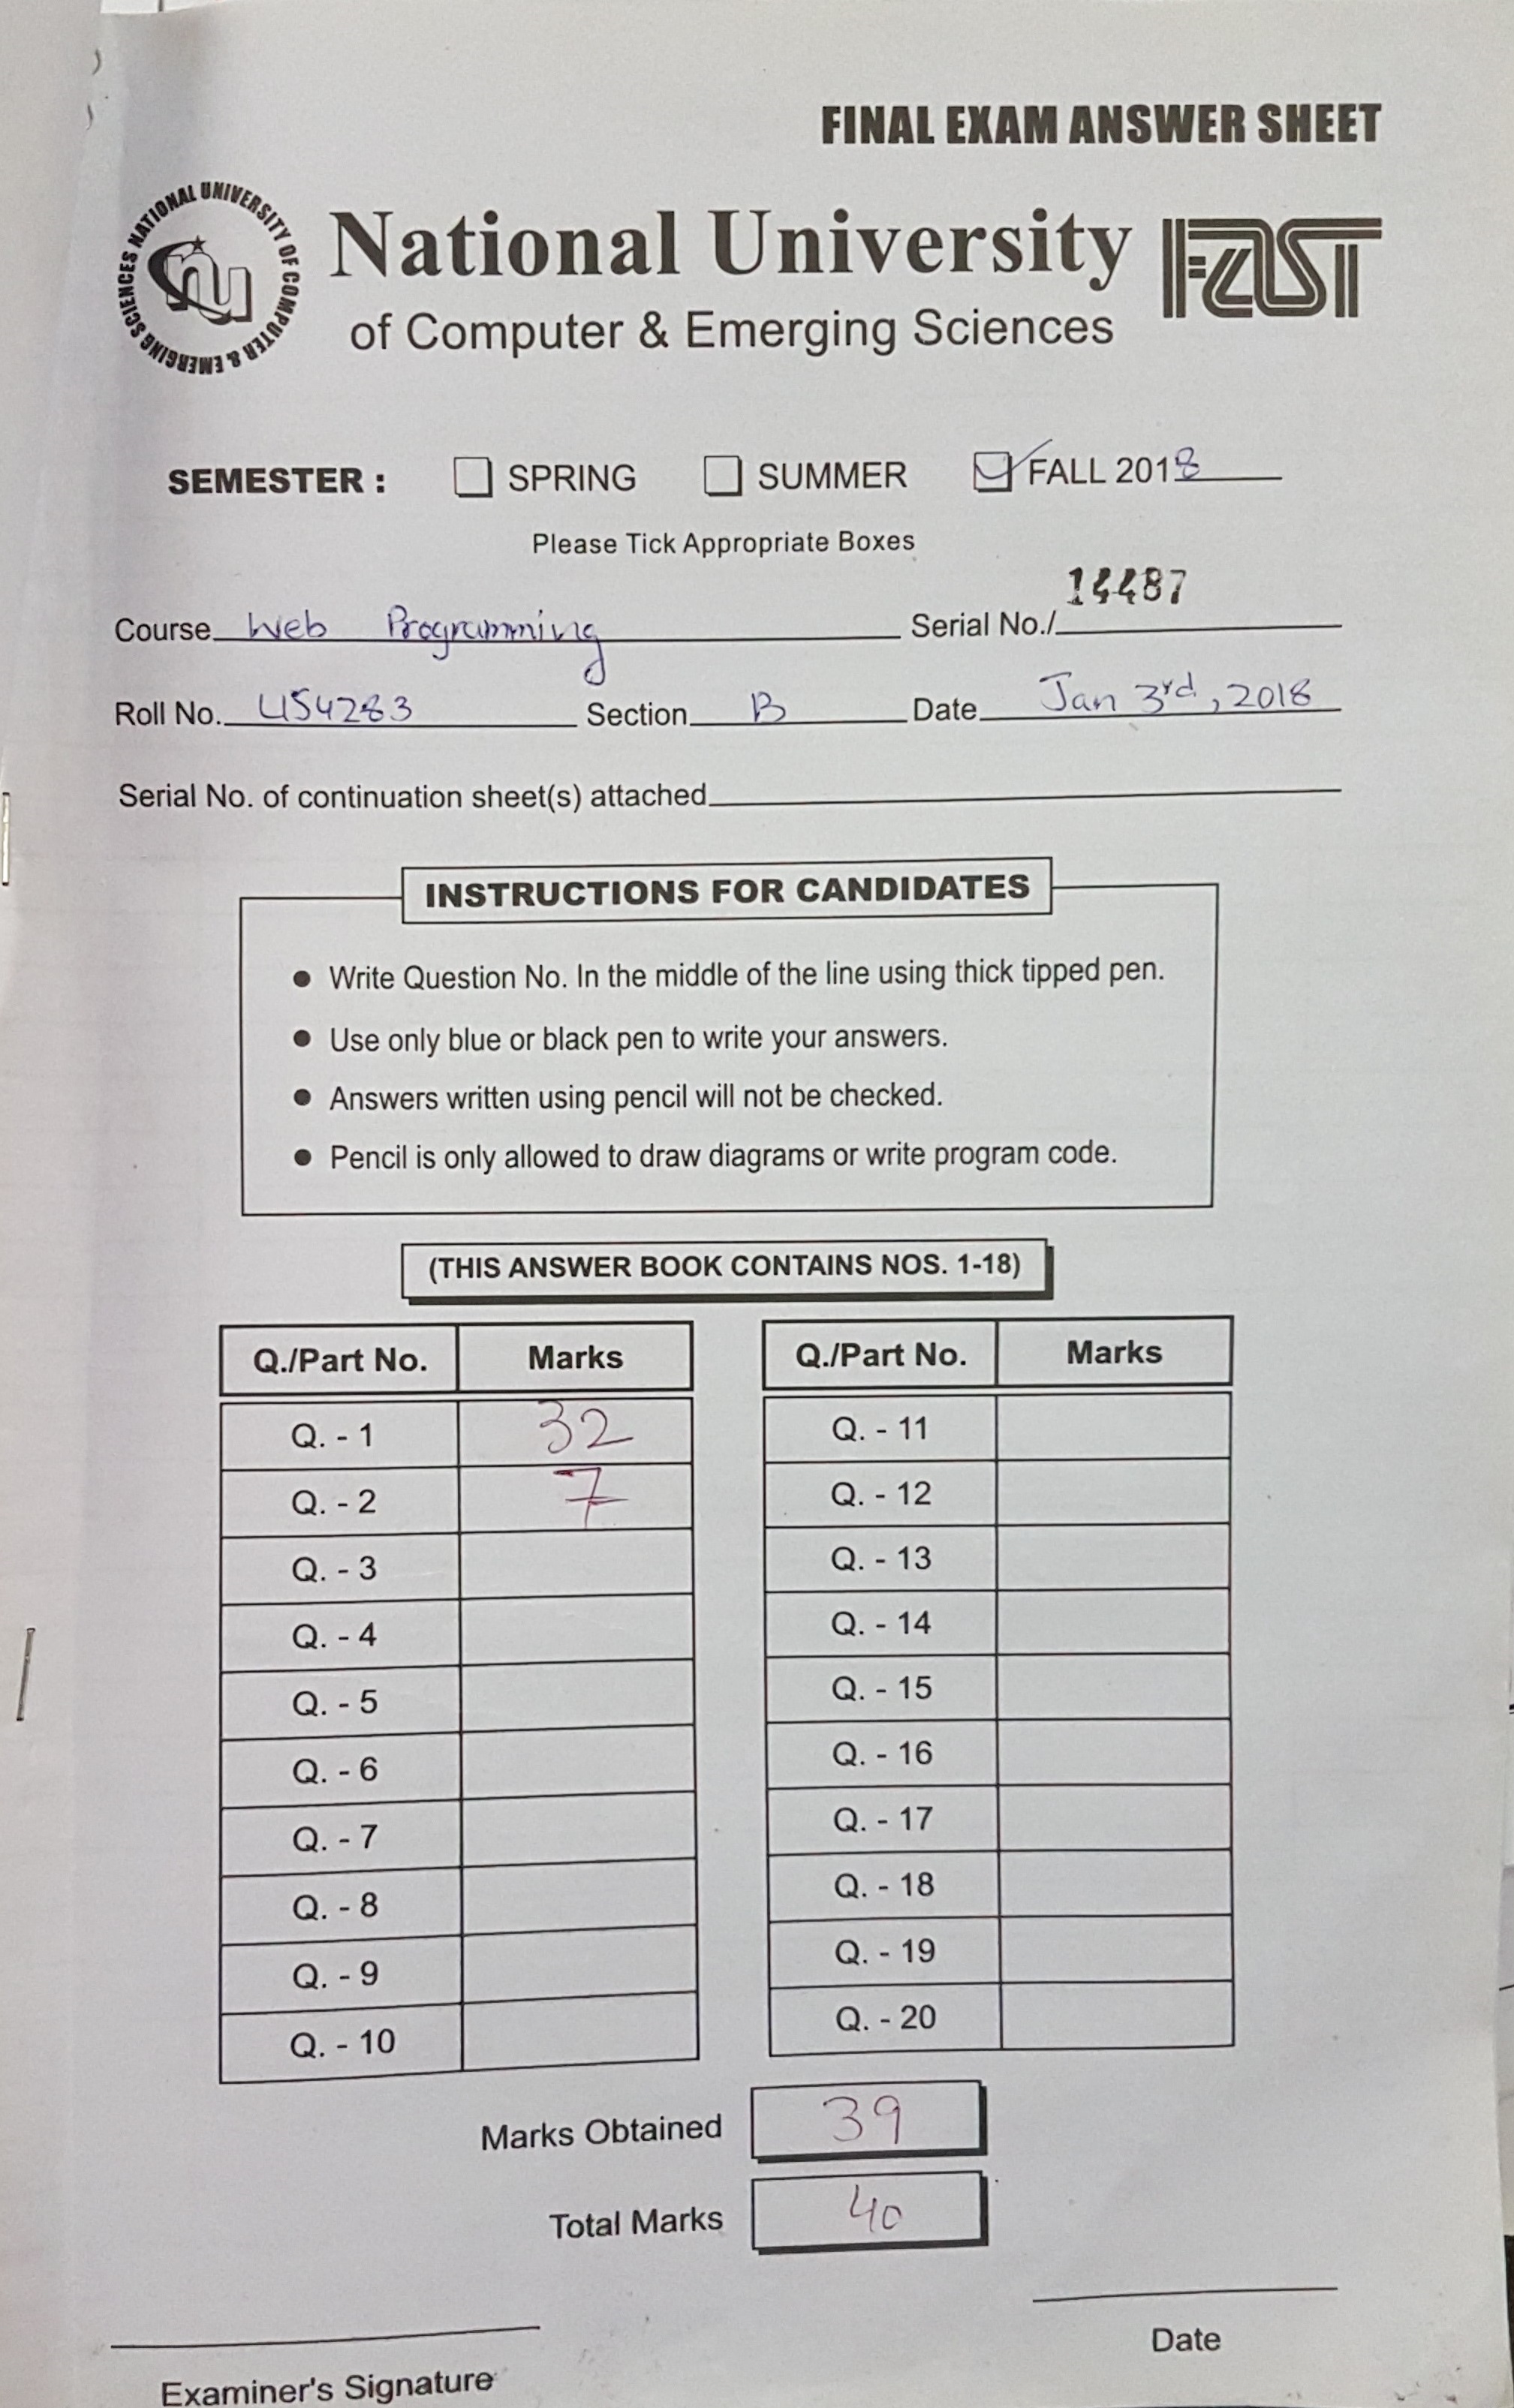 FINAL EXAM ANSWER SHEET
NATIONAL UNIVERSITY OF COMPUTER & EMERGING SCIENCES
nu
National University
FAST
of Computer & Emerging Sciences
SEMESTER : SPRING SUMMER FALL 2018
Please Tick Appropriate Boxes
Course Web Programming Serial No./ 14487
Roll No. U54283 Section B Date Jan 3rd, 2018
Serial No. of continuation sheet(s) attached
INSTRUCTIONS FOR CANDIDATES
● Write Question No. In the middle of the line using thick tipped pen.
● Use only blue or black pen to write your answers.
● Answers written using pencil will not be checked.
● Pencil is only allowed to draw diagrams or write program code.
(THIS ANSWER BOOK CONTAINS NOS. 1-18)
Q./Part No. Marks Q./Part No. Marks
Q. - 1 32 Q. - 11
Q. - 2 7 Q. - 12
Q. - 3 Q. - 13
Q. - 4 Q. - 14
Q. - 5 Q. - 15
Q. - 6 Q. - 16
Q. - 7 Q. - 17
Q. - 8 Q. - 18
Q. - 9 Q. - 19
Q. - 10 Q. - 20
Marks Obtained 39
Total Marks 40
Examiner's Signature Date